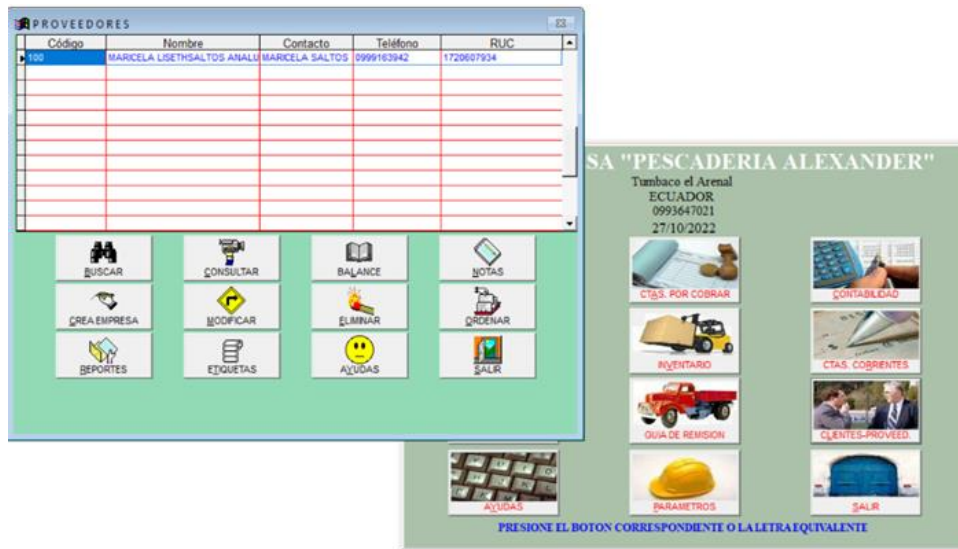 PROVEEDORES
Código Nombre Contacto Teléfono RUC
100 MARICELA LISETHSALTOS ANALU MARICELA SALTOS 0999163942 1720607934
BUSCAR CONSULTAR BALANCE NOTAS
CREA EMPRESA MODIFICAR ELIMINAR ORDENAR
REPORTES ETIQUETAS AYUDAS SALIR
SA "PESCADERIA ALEXANDER"
Tumbaco el Arenal
ECUADOR
0993647021
27/10/2022
CTAS. POR COBRAR CONTABILIDAD
INVENTARIO CTAS. CORRIENTES
GUIA DE REMISION CLIENTES-PROVEED.
AYUDAS PARAMETROS SALIR
PRESIONE EL BOTON CORRESPONDIENTE O LA LETRA EQUIVALENTE